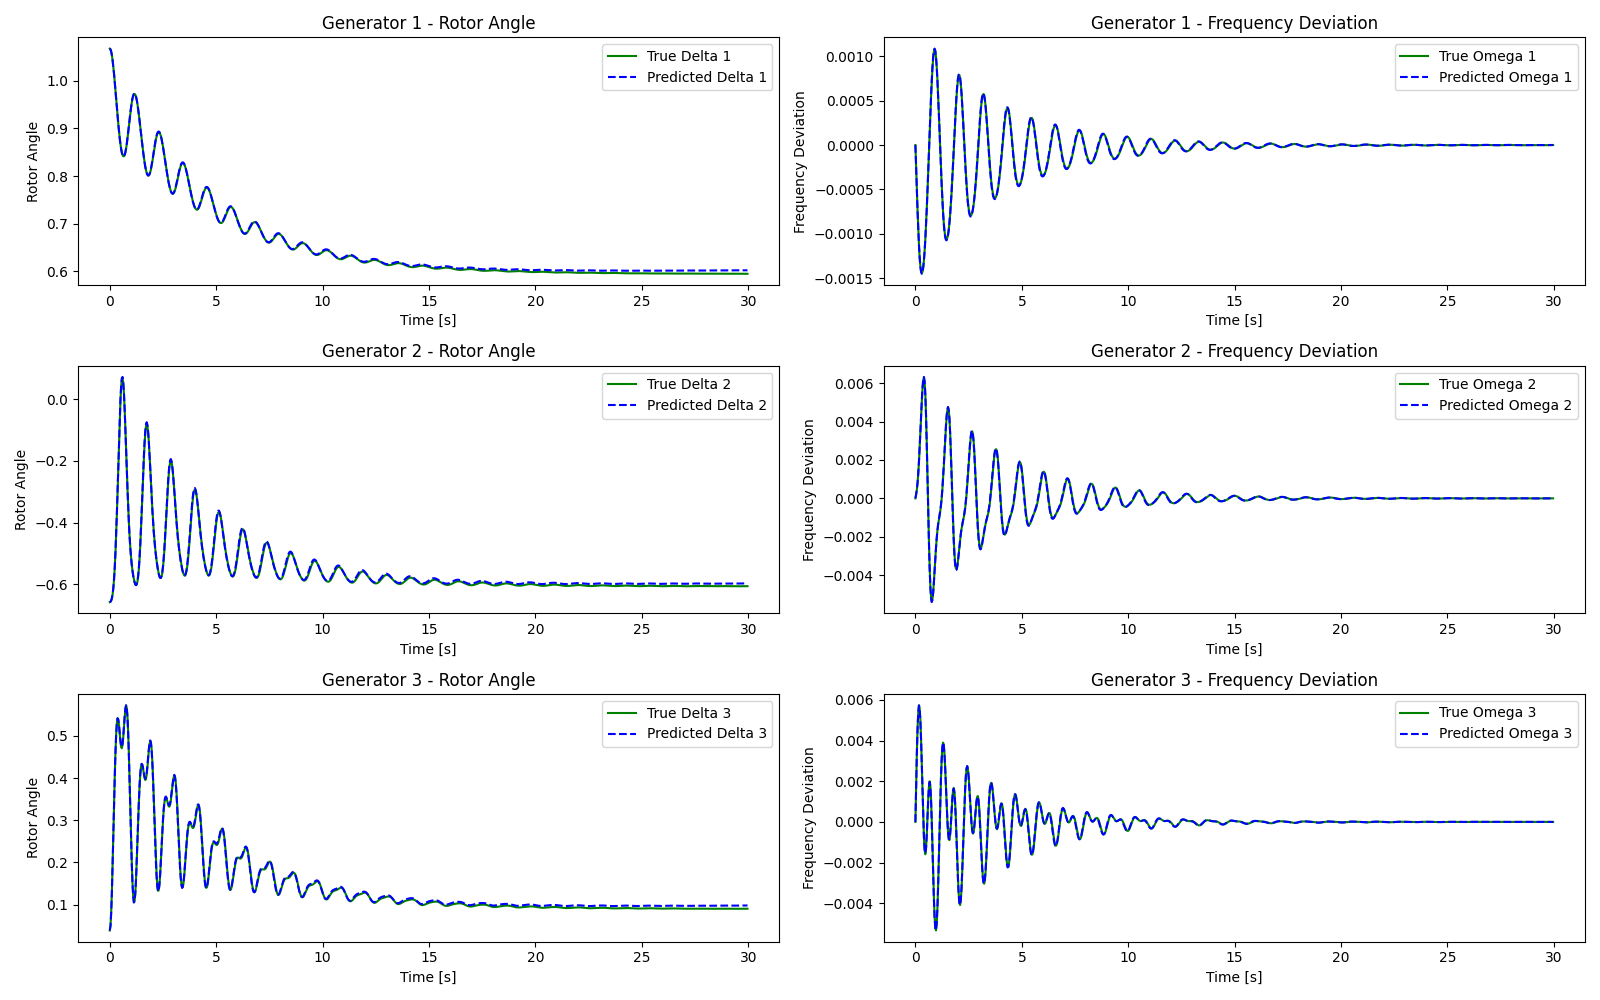 Generator 1 - Rotor Angle
True Delta 1
Predicted Delta 1
Rotor Angle
1.0
0.9
0.8
0.7
0.6
0 5 10 15 20 25 30
Time [s]
Generator 1 - Frequency Deviation
True Omega 1
Predicted Omega 1
Frequency Deviation
0.0010
0.0005
0.0000
−0.0005
−0.0010
−0.0015
0 5 10 15 20 25 30
Time [s]
Generator 2 - Rotor Angle
True Delta 2
Predicted Delta 2
Rotor Angle
0.0
−0.2
−0.4
−0.6
0 5 10 15 20 25 30
Time [s]
Generator 2 - Frequency Deviation
True Omega 2
Predicted Omega 2
Frequency Deviation
0.006
0.004
0.002
0.000
−0.002
−0.004
0 5 10 15 20 25 30
Time [s]
Generator 3 - Rotor Angle
True Delta 3
Predicted Delta 3
Rotor Angle
0.5
0.4
0.3
0.2
0.1
0 5 10 15 20 25 30
Time [s]
Generator 3 - Frequency Deviation
True Omega 3
Predicted Omega 3
Frequency Deviation
0.006
0.004
0.002
0.000
−0.002
−0.004
0 5 10 15 20 25 30
Time [s]